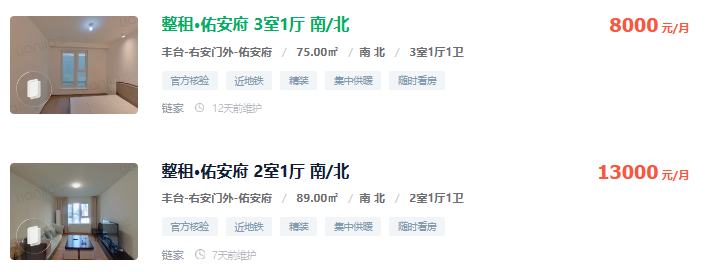 整租·佑安府 3室1厅 南/北
8000 元/月
丰台-右安门外-佑安府 / 75.00㎡ / 南 北 / 3室1厅1卫
官方核验 近地铁 精装 集中供暖 随时看房
链家 12天前维护
整租·佑安府 2室1厅 南/北
13000 元/月
丰台-右安门外-佑安府 / 89.00㎡ / 南 北 / 2室1厅1卫
官方核验 近地铁 精装 集中供暖 随时看房
链家 7天前维护